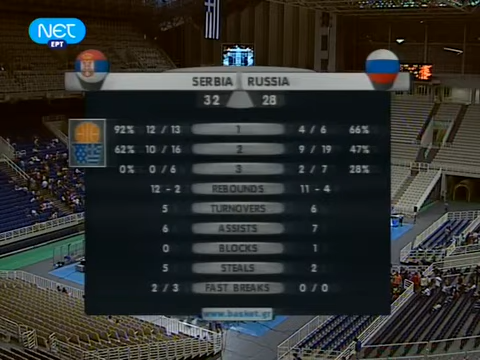 NET
ΕΡΤ
SERBIA RUSSIA
32 28
92% 12 / 13 1 4 / 6 66%
62% 10 / 16 2 9 / 19 47%
0% 0 / 6 3 2 / 7 28%
12 - 2 REBOUNDS 11 - 4
5 TURNOVERS 6
6 ASSISTS 7
0 BLOCKS 1
5 STEALS 2
2 / 3 FAST BREAKS 0 / 0
www.basket.gr